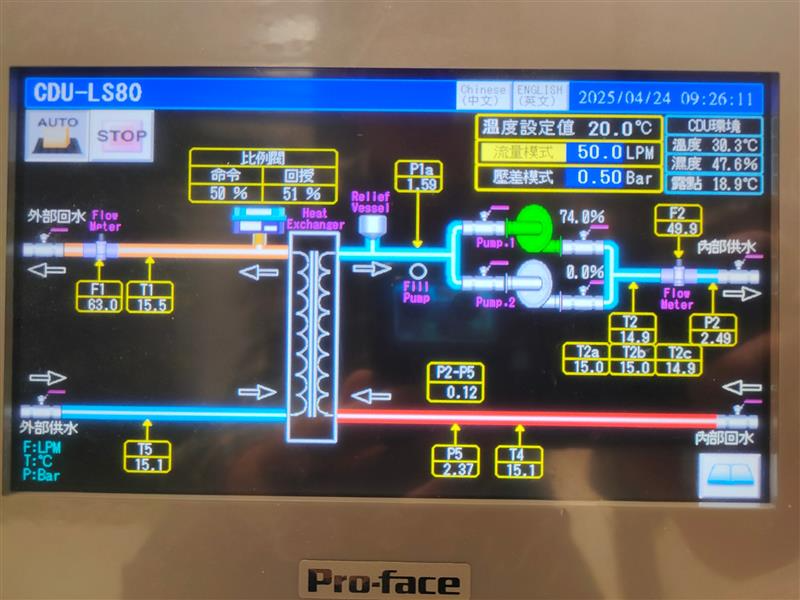 CDU-LS80
Chinese
(中文)
ENGLISH
(英文)
2025/04/24 09:26:11
AUTO
STOP
溫度設定值 20.0℃
流量模式 50.0 LPM
壓差模式 0.50 Bar
CDU環境
溫度 30.3℃
濕度 47.6%
露點 18.9℃
比例閥
命令 回授
50 % 51 %
P1a
1.59
Relief
Vessel
外部回水
Flow
Meter
Heat
Exchanger
Pump.1
74.0%
F2
49.9
內部供水
F1
63.0
T1
15.5
Fill
Pump
Pump.2
0.0%
Flow
Meter
T2
14.9
P2
2.49
T2a T2b T2c
15.0 15.0 14.9
P2-P5
0.12
外部供水
F:LPM
T:℃
P:Bar
T5
15.1
P5
2.37
T4
15.1
內部回水
Pro-face